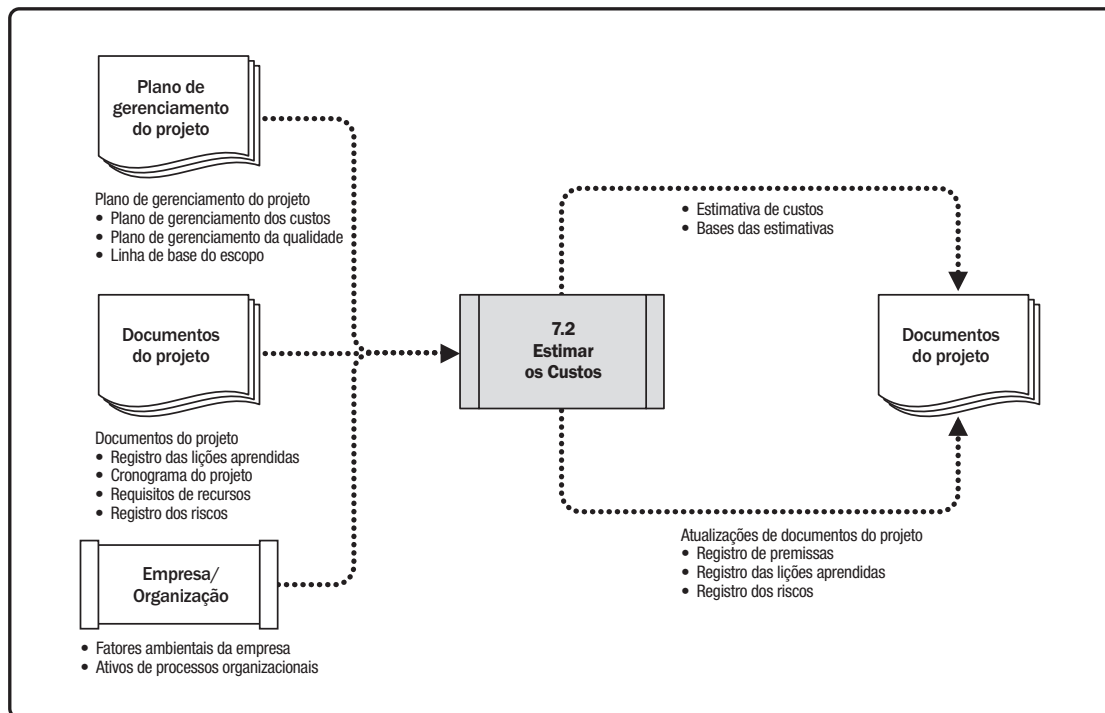 Plano de
gerenciamento
do projeto
Plano de gerenciamento do projeto
• Plano de gerenciamento dos custos
• Plano de gerenciamento da qualidade
• Linha de base do escopo
Documentos
do projeto
Documentos do projeto
• Registro das lições aprendidas
• Cronograma do projeto
• Requisitos de recursos
• Registro dos riscos
Empresa/
Organização
• Fatores ambientais da empresa
• Ativos de processos organizacionais
7.2
Estimar
os Custos
• Estimativa de custos
• Bases das estimativas
Documentos
do projeto
Atualizações de documentos do projeto
• Registro de premissas
• Registro das lições aprendidas
• Registro dos riscos